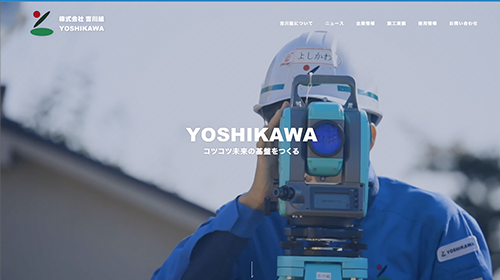 株式会社 吉川組
YOSHIKAWA
吉川組について ニュース 企業情報 施工実績 採用情報 お問い合わせ
よしかわ
YOSHIKAWA
コツコツ未来の基盤をつくる
YOSHIKAWA